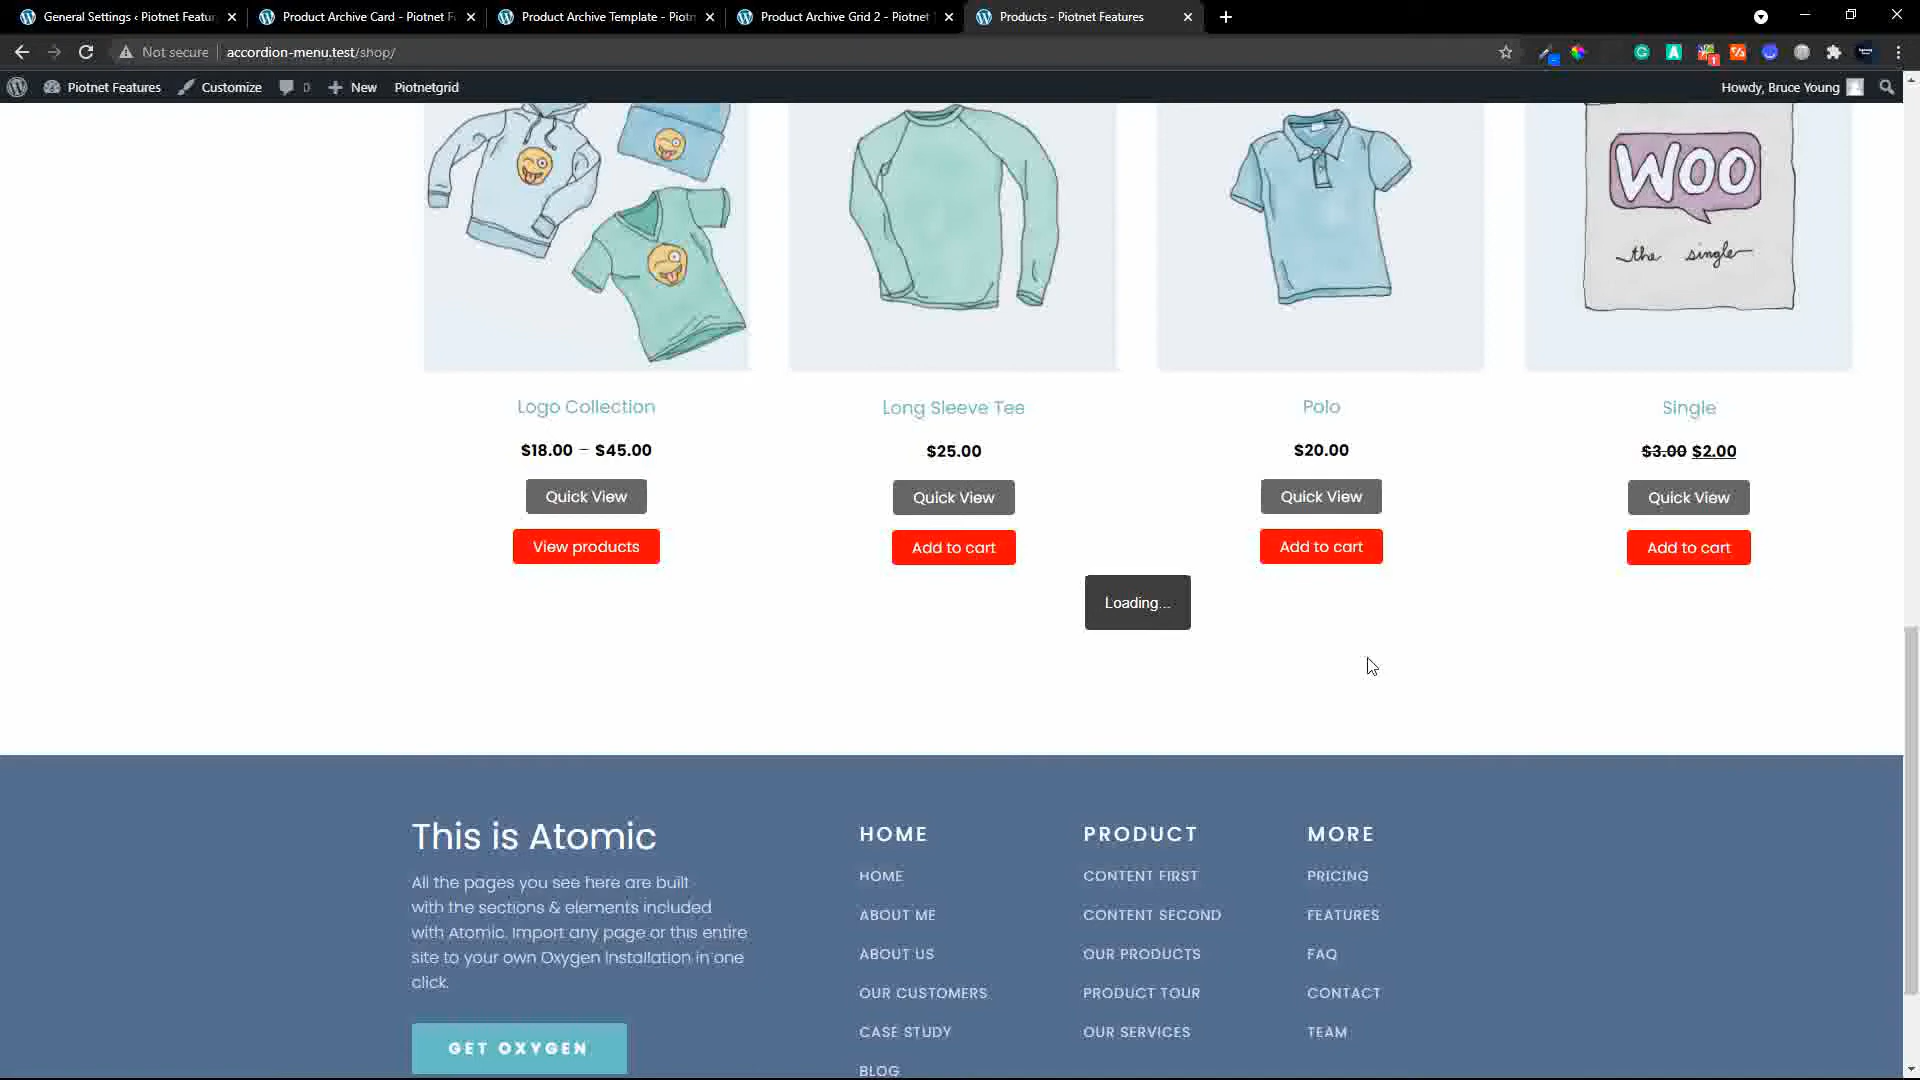 General Settings ‹ Piotnet Featur
Product Archive Card - Piotnet F
Product Archive Template - Piotn
Product Archive Grid 2 - Piotnet
Products - Piotnet Features
Not secure
accordion-menu.test/shop/
Piotnet Features
Customize
0
New
Piotnetgrid
Howdy, Bruce Young
WOO
the single
Logo Collection
Long Sleeve Tee
Polo
Single
$18.00 – $45.00
$25.00
$20.00
$3.00 $2.00
Quick View
Quick View
Quick View
Quick View
View products
Add to cart
Add to cart
Add to cart
Loading...
This is Atomic
All the pages you see here are built
with the sections & elements included
with Atomic. Import any page or this entire
site to your own Oxygen Installation in one
click.
GET OXYGEN
HOME
HOME
ABOUT ME
ABOUT US
OUR CUSTOMERS
CASE STUDY
BLOG
PRODUCT
CONTENT FIRST
CONTENT SECOND
OUR PRODUCTS
PRODUCT TOUR
OUR SERVICES
MORE
PRICING
FEATURES
FAQ
CONTACT
TEAM